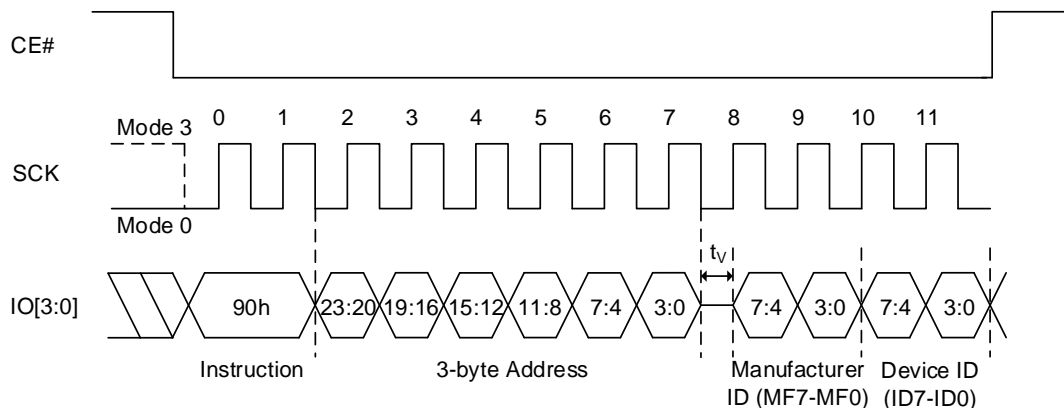 CE#
0 1 2 3 4 5 6 7 8 9 10 11
Mode 3
SCK
Mode 0
tV
IO[3:0] 90h 23:20 19:16 15:12 11:8 7:4 3:0 7:4 3:0 7:4 3:0
Instruction 3-byte Address Manufacturer Device ID
ID (MF7-MF0) (ID7-ID0)